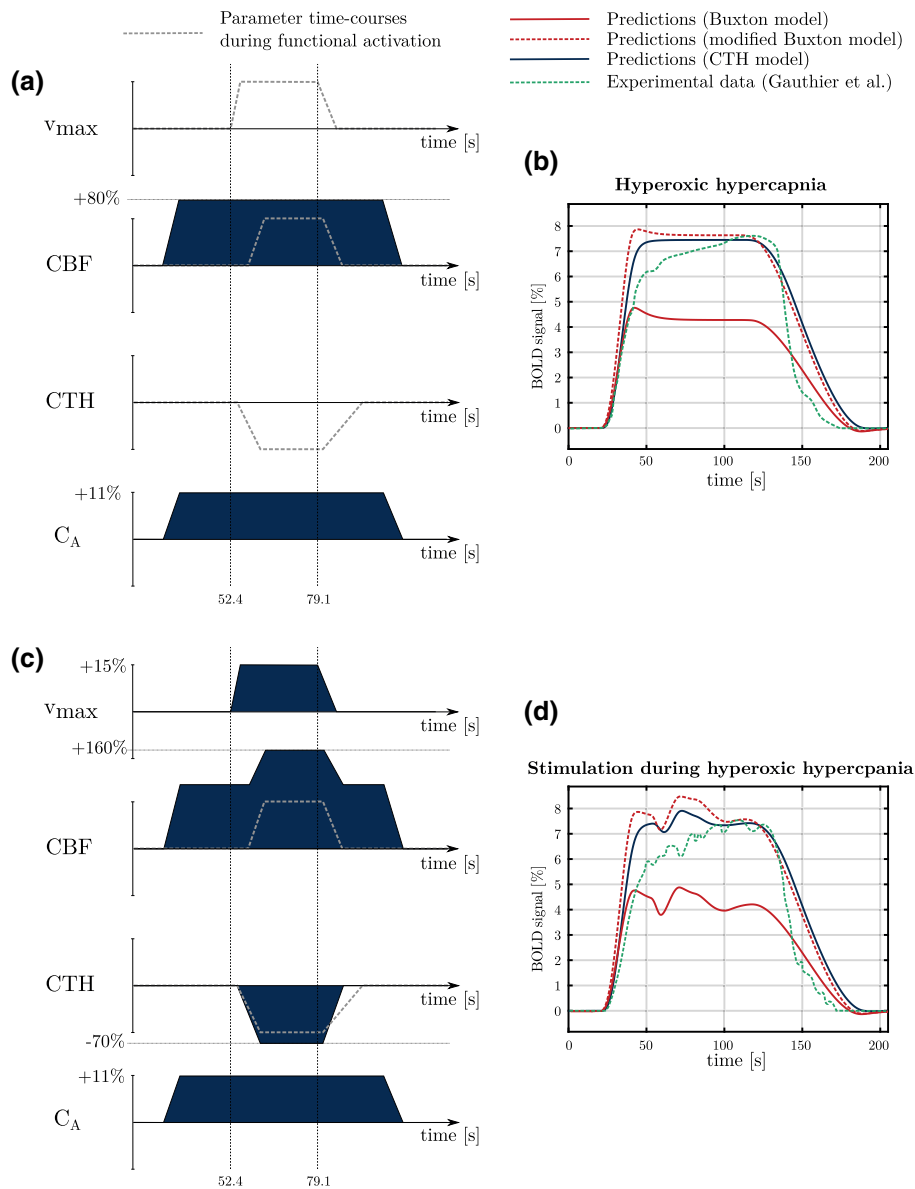 Parameter time-courses
during functional activation
Predictions (Buxton model)
Predictions (modified Buxton model)
Predictions (CTH model)
Experimental data (Gauthier et al.)
(a)
vmax
time [s]
+80%
CBF
time [s]
CTH
time [s]
+11%
CA
time [s]
52.4
79.1
(b)
Hyperoxic hypercapnia
BOLD signal [%]
8
7
6
5
4
3
2
1
0
0
50
100
150
200
time [s]
(c)
+15%
vmax
time [s]
+160%
CBF
time [s]
CTH
time [s]
-70%
+11%
CA
time [s]
52.4
79.1
(d)
Stimulation during hyperoxic hypercpania
BOLD signal [%]
8
7
6
5
4
3
2
1
0
0
50
100
150
200
time [s]